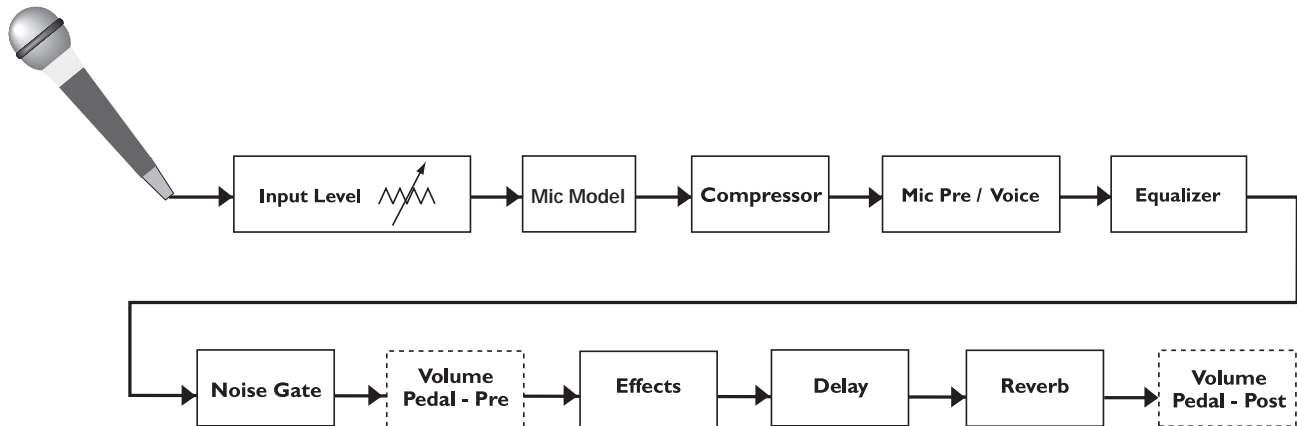 Input Level
Mic Model
Compressor
Mic Pre / Voice
Equalizer
Noise Gate
Volume
Pedal - Pre
Effects
Delay
Reverb
Volume
Pedal - Post